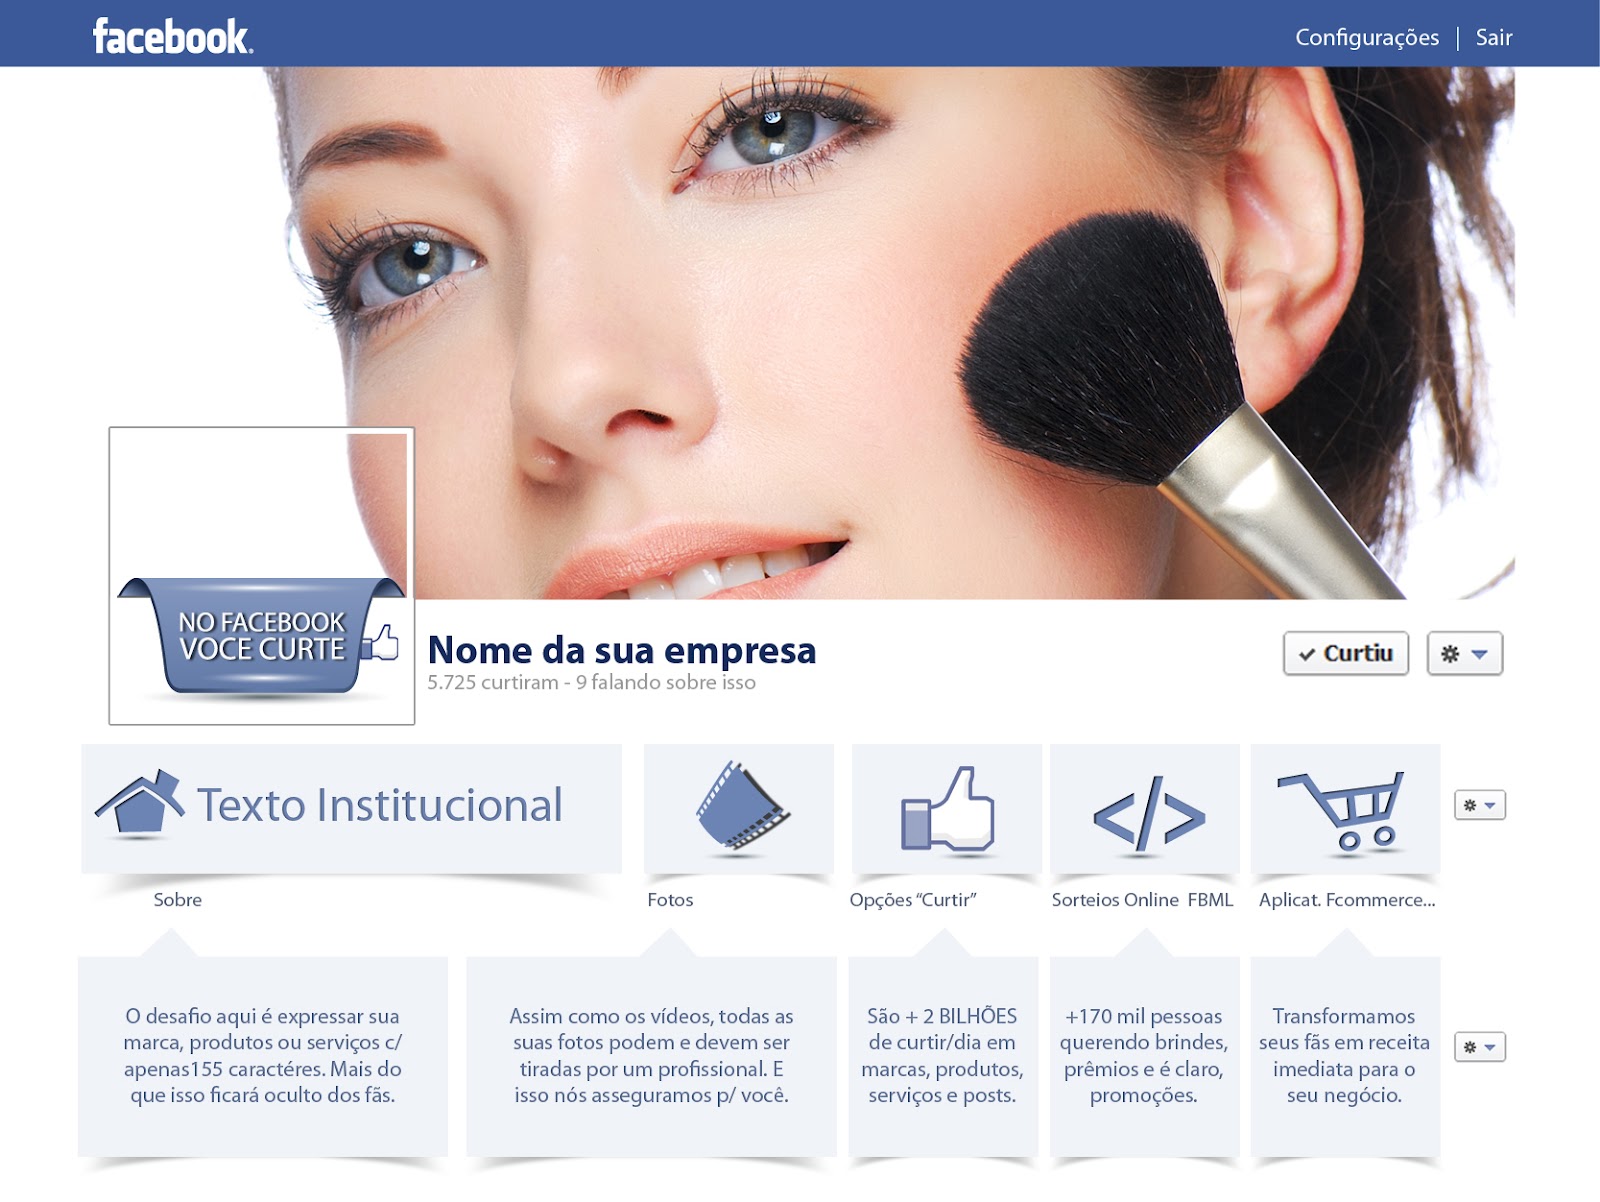 facebook.
Configurações | Sair
NO FACEBOOK
VOCE CURTE
Nome da sua empresa
5.725 curtiram - 9 falando sobre isso
Curtiu
Texto Institucional
Sobre
Fotos
Opções “Curtir”
Sorteios Online FBML
Aplicat. Fcommerce...
O desafio aqui é expressar sua
marca, produtos ou serviços c/
apenas155 caractéres. Mais do
que isso ficará oculto dos fãs.
Assim como os vídeos, todas as
suas fotos podem e devem ser
tiradas por um profissional. E
isso nós asseguramos p/ você.
São + 2 BILHÕES
de curtir/dia em
marcas, produtos,
serviços e posts.
+170 mil pessoas
querendo brindes,
prêmios e é claro,
promoções.
Transformamos
seus fãs em receita
imediata para o
seu negócio.